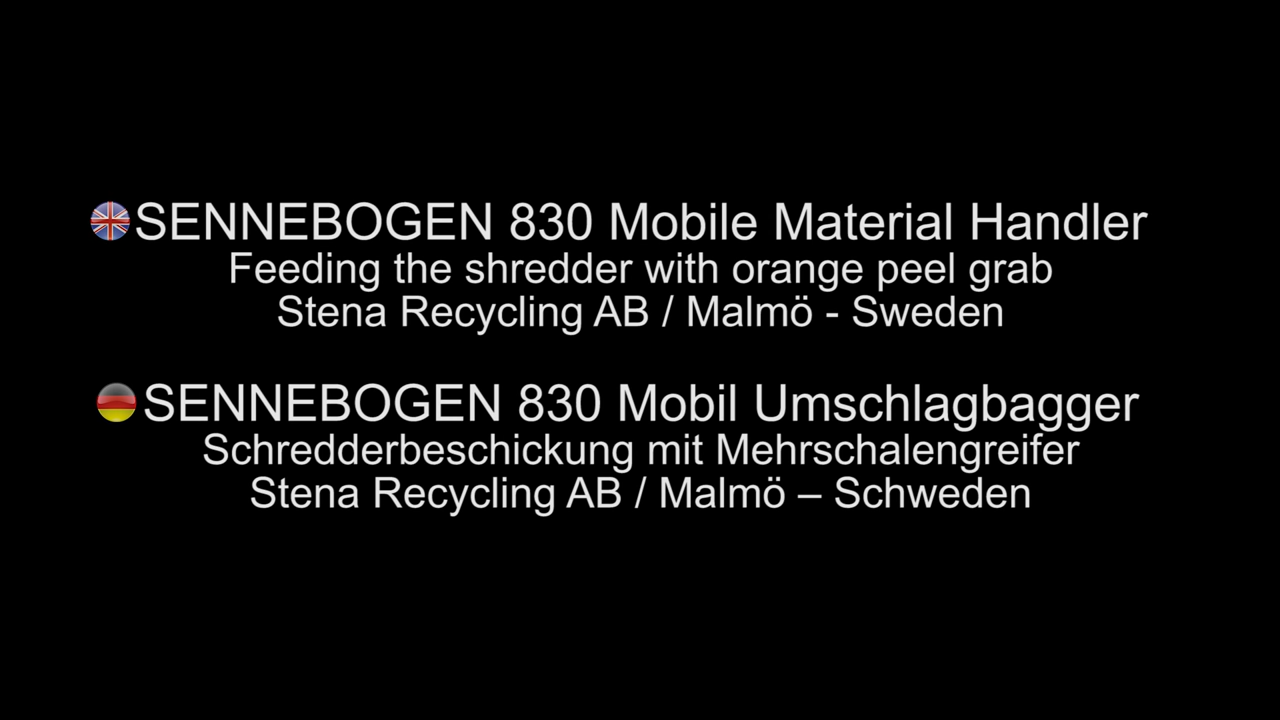 SENNEBOGEN 830 Mobile Material Handler
Feeding the shredder with orange peel grab
Stena Recycling AB / Malmö - Sweden
SENNEBOGEN 830 Mobil Umschlagbagger
Schredderbeschickung mit Mehrschalengreifer
Stena Recycling AB / Malmö – Schweden